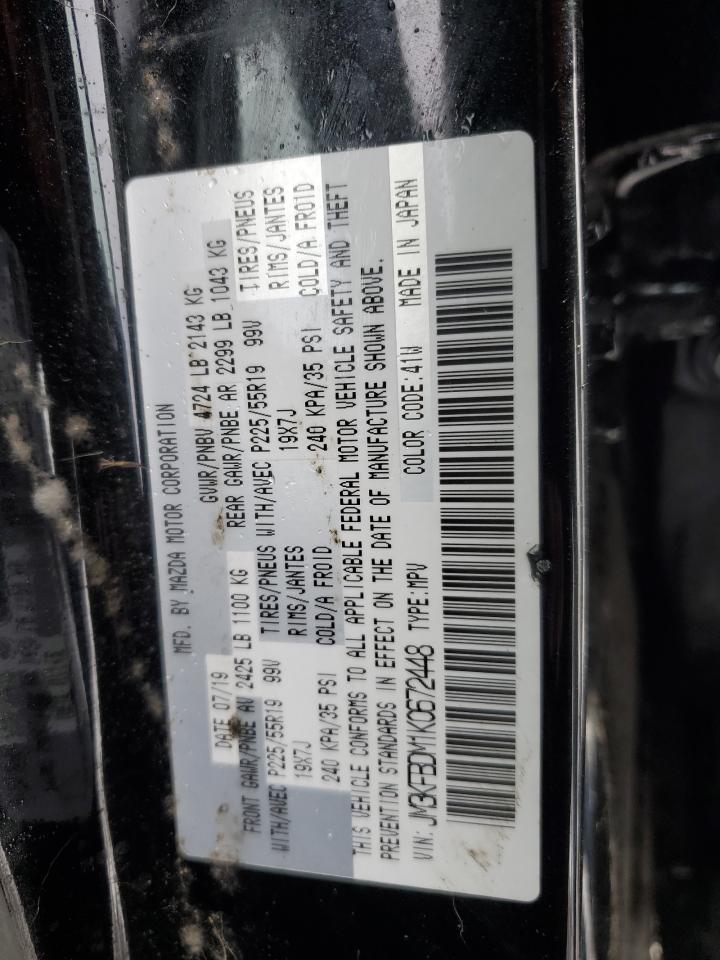 MFD. BY MAZDA MOTOR CORPORATION
DATE 07/19 GVWR/PNBV 4724 LB 2143 KG
FRONT GAWR/PNBE AV 2425 LB 1100 KG REAR GAWR/PNBE AR 2299 LB 1043 KG
WITH/AVEC P225/55R19 99V TIRES/PNEUS WITH/AVEC P225/55R19 99V TIRES/PNEUS
19X7J RIMS/JANTES 19X7J RIMS/JANTES
240 KPA/35 PSI COLD/A FROID 240 KPA/35 PSI COLD/A FROID
THIS VEHICLE CONFORMS TO ALL APPLICABLE FEDERAL MOTOR VEHICLE SAFETY AND THEFT
PREVENTION STANDARDS IN EFFECT ON THE DATE OF MANUFACTURE SHOWN ABOVE.
COLOR CODE:41W MADE IN JAPAN
VIN: JM3KFBDM1K0672448 TYPE:MPV